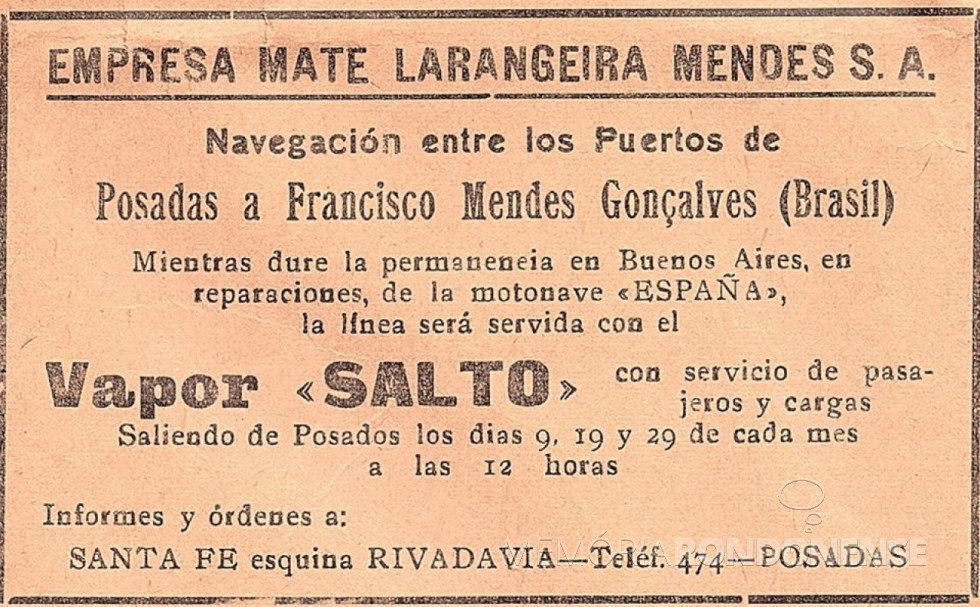 EMPRESA MATE LARANGEIRA MENDES S. A.
Navegación entre los Puertos de
Posadas a Francisco Mendes Gonçalves (Brasil)
Mientras dure la permaneneia en Buenos Aires, en
reparaciones, de la motonave «ESPAÑA»,
la línea será servida con el
Vapor «SALTO» con servicio de pasa-
jeros y cargas
Saliendo de Posados los dias 9, 19 y 29 de cada mes
a las 12 horas
Informes y órdenes a:
SANTA FE esquina RIVADAVIA—Teléf. 474—POSADAS
MEMÓRIA RONDONENSE